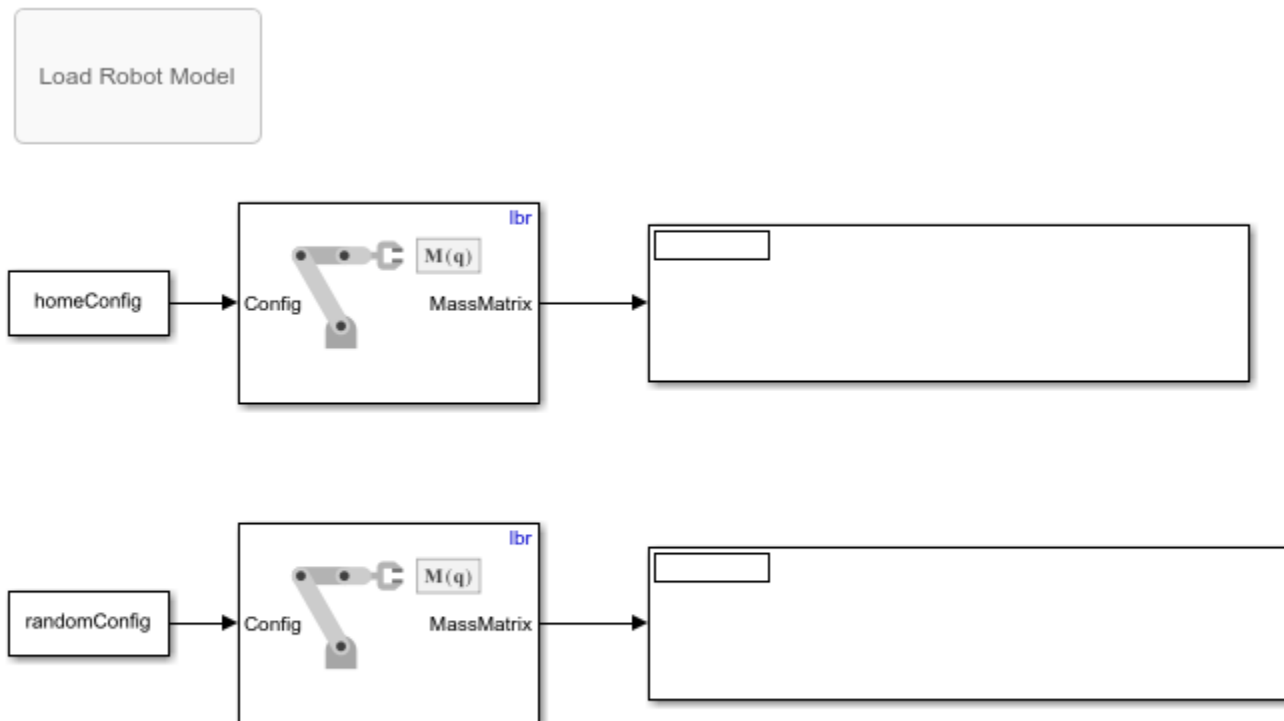 Load Robot Model
lbr
M(q)
homeConfig
Config
MassMatrix
lbr
M(q)
randomConfig
Config
MassMatrix